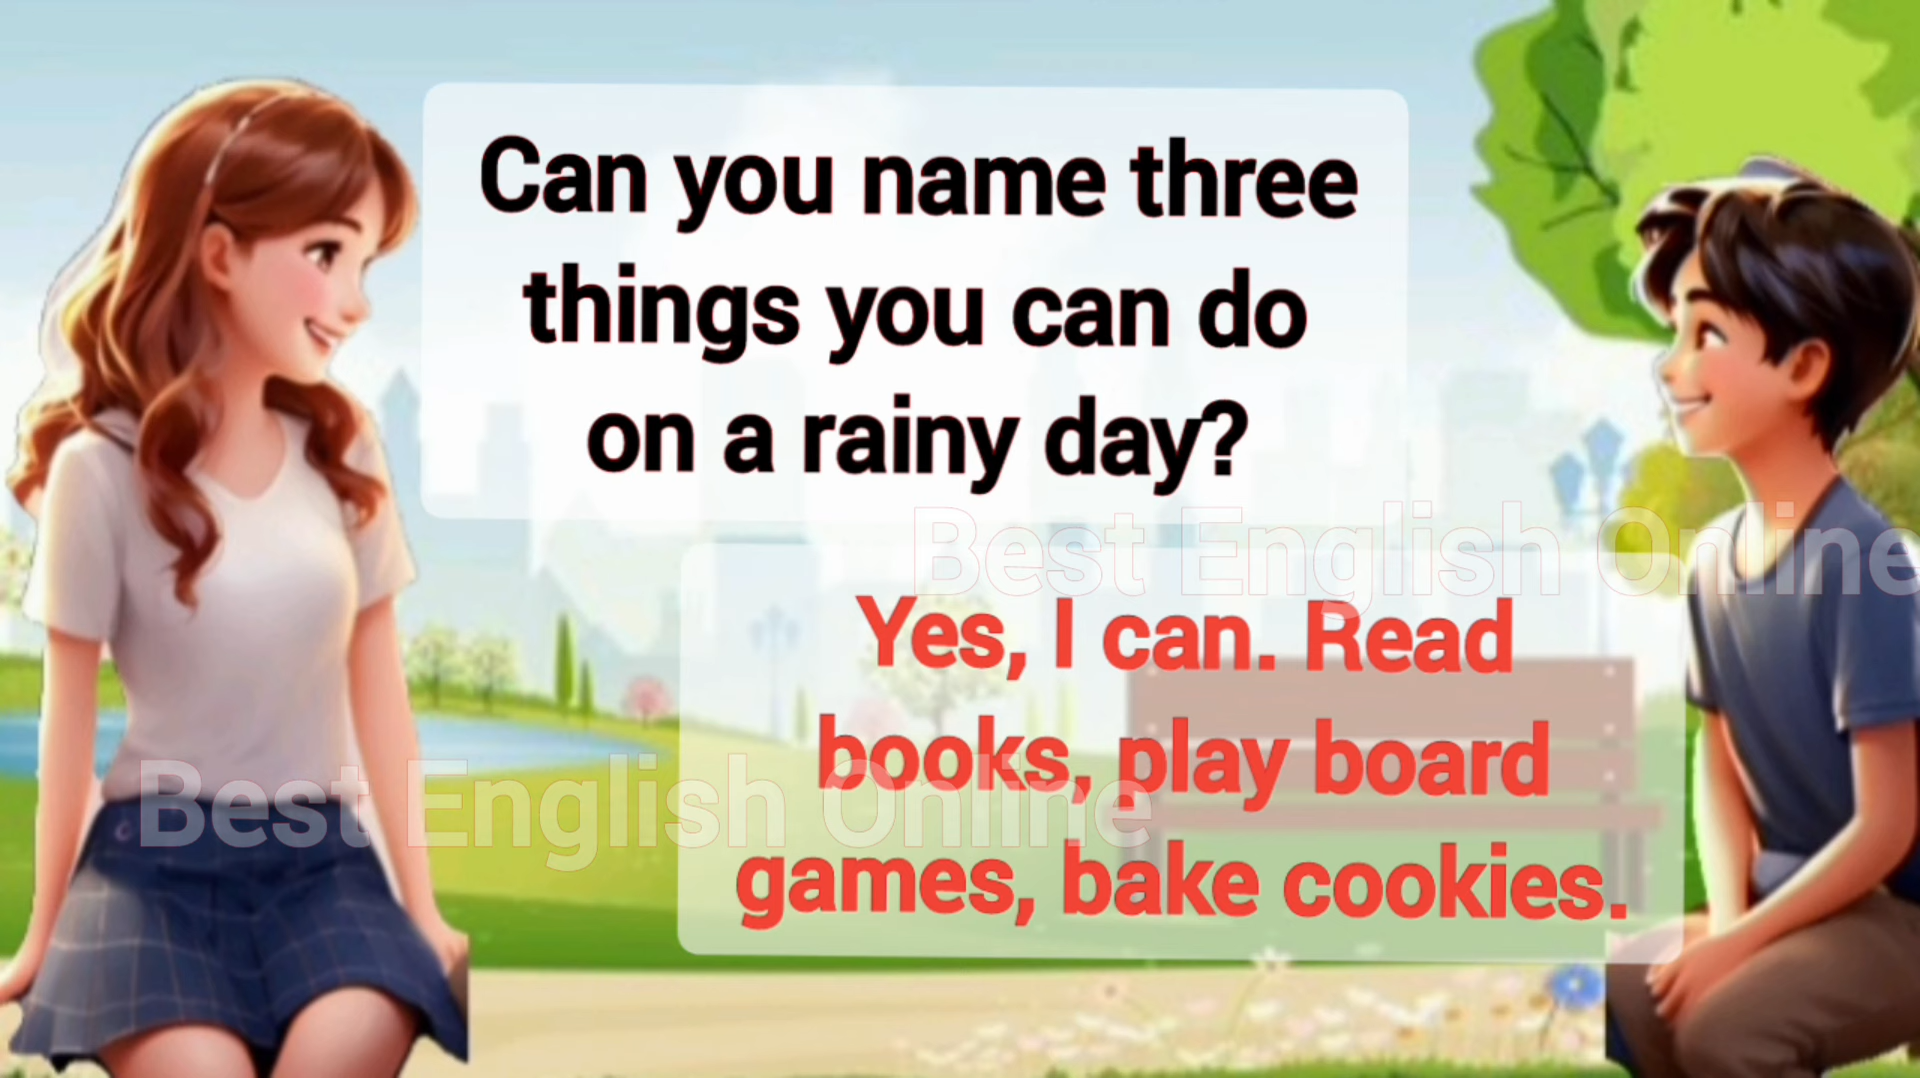 Can you name three
things you can do
on a rainy day?
Best English Online
Yes, I can. Read
books, play board
games, bake cookies.
Best English Online